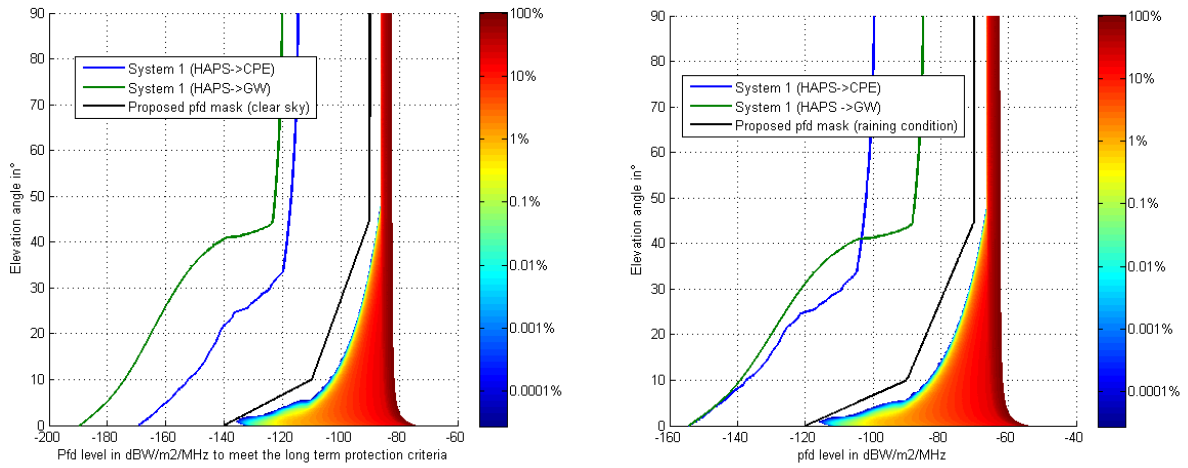 90
80
70
60
50
40
30
20
10
0
Elevation angle in°
System 1 (HAPS->CPE)
System 1 (HAPS->GW)
Proposed pfd mask (clear sky)
-200 -180 -160 -140 -120 -100 -80 -60
Pfd level in dBW/m2/MHz to meet the long term protection criteria
100%
10%
1%
0.1%
0.01%
0.001%
0.0001%
90
80
70
60
50
40
30
20
10
0
Elevation angle in°
System 1 (HAPS->CPE)
System 1 (HAPS ->GW)
Proposed pfd mask (raining condition)
-160 -140 -120 -100 -80 -60 -40
pfd level in dBW/m2/MHz
100%
10%
1%
0.1%
0.01%
0.001%
0.0001%